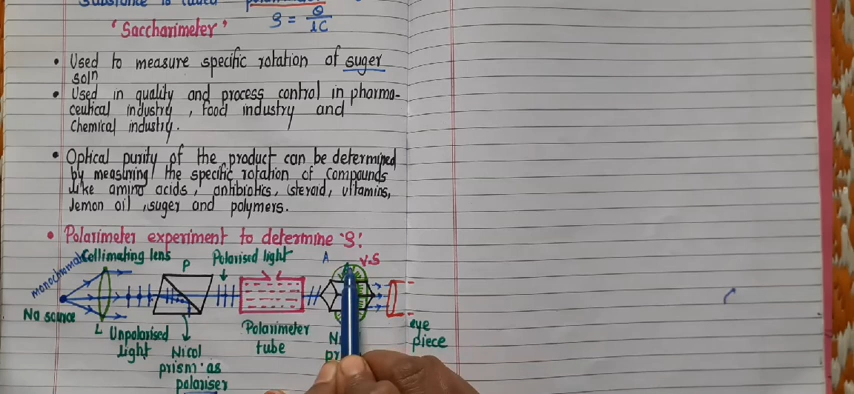 Substance is called
S = θ/lC
'Saccharimeter'
• Used to measure specific rotation of suger
soln
• Used in quality and process control in pharma-
ceutical industry, food industry and
Chemical industry.
• Optical purity of the product can be determined
by measuring the specific rotation of Compounds
like amino acids, antibiotics, steroid, vitamins,
lemon oil, suger and polymers.
• Polarimeter experiment to determine 'S':
Collimating lens
P
Polarised light
A
V.S
Na source
L
Unpolarised
light
Nicol
prism as
polariser
Polarimeter
tube
eye
piece